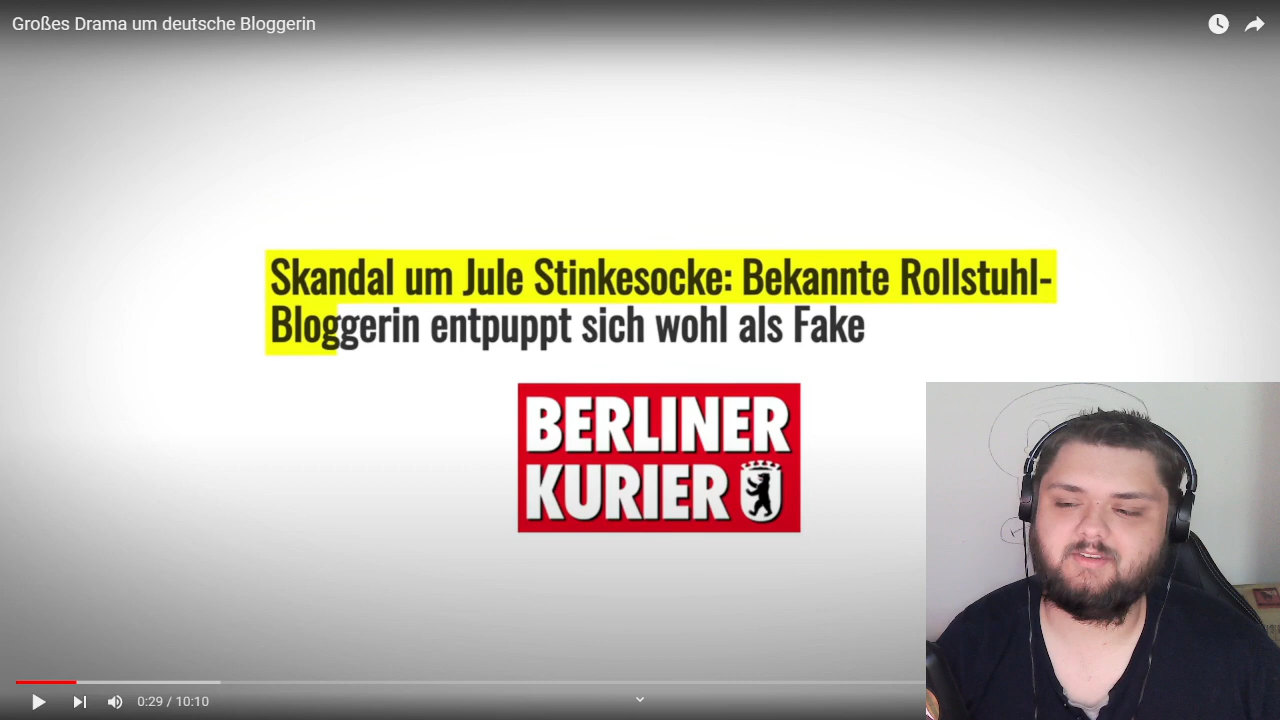 Großes Drama um deutsche Bloggerin
Skandal um Jule Stinkesocke: Bekannte Rollstuhl-
Bloggerin entpuppt sich wohl als Fake
BERLINER
KURIER
0:29 / 10:10